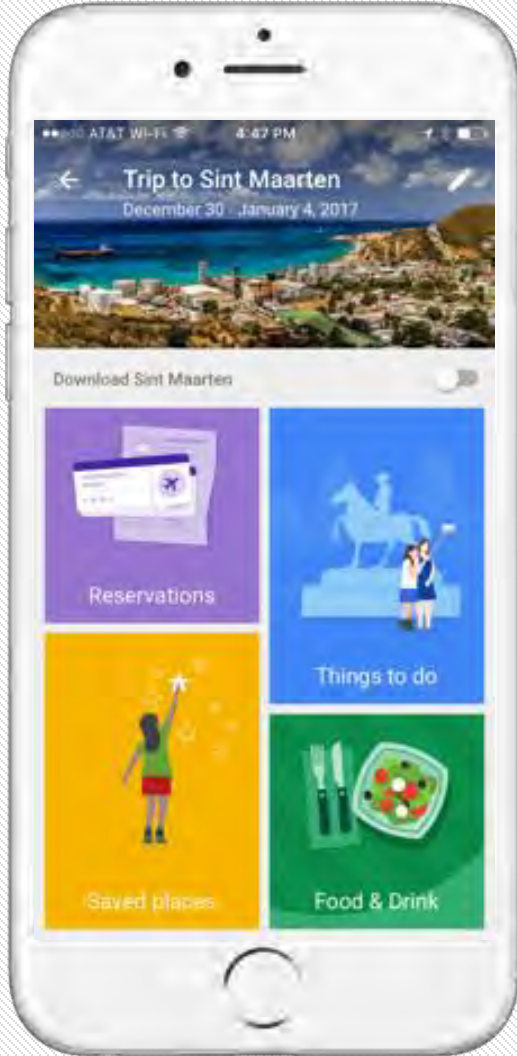 AT&T Wi-Fi 4:47 PM
Trip to Sint Maarten
December 30 - January 4, 2017
Download Sint Maarten
Reservations
Things to do
Saved places
Food & Drink